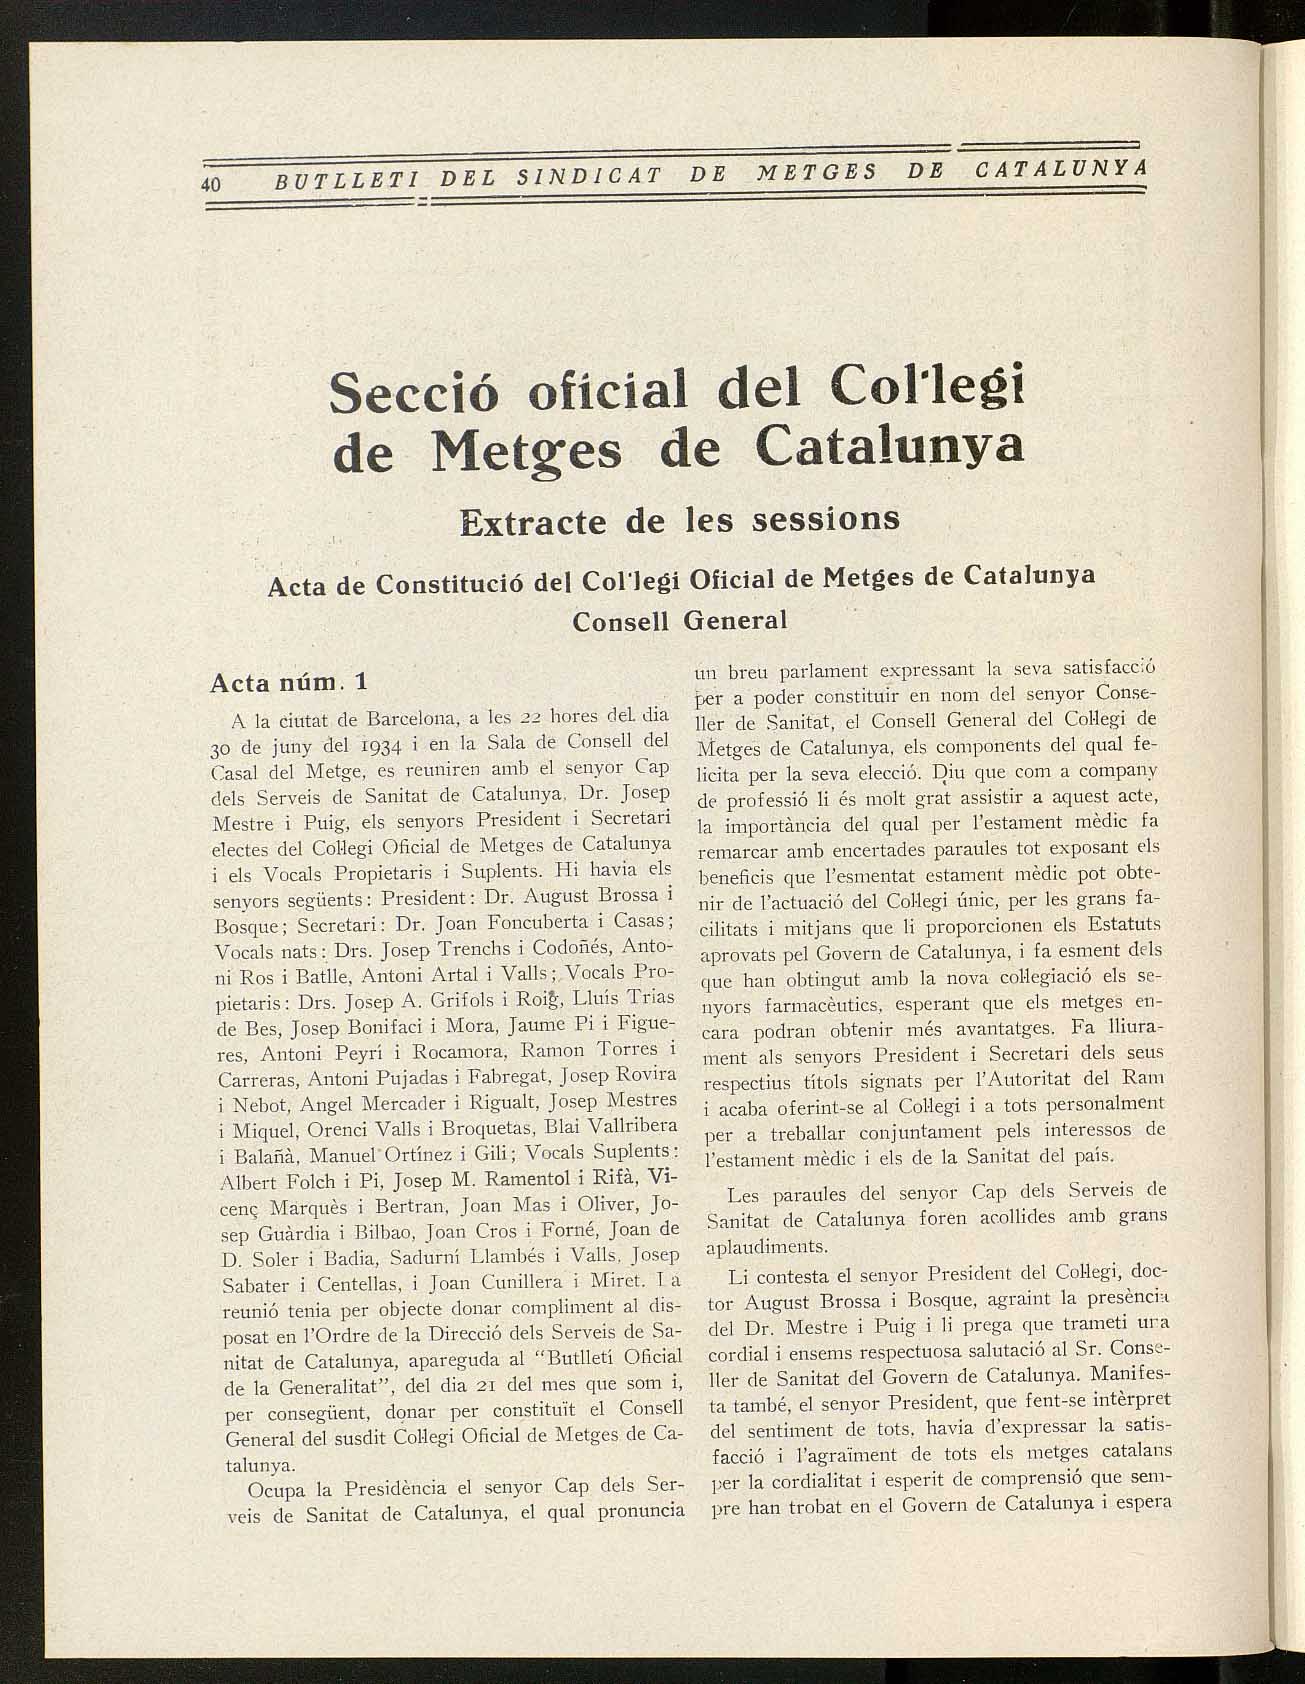 40 BUTLLETI DEL SINDICAT DE METGES DE CATALUNYA
Secció oficial del Col·legi
de Metges de Catalunya
Extracte de les sessions
Acta de Constitució del Col·legi Oficial de Metges de Catalunya
Consell General
Acta núm. 1
A la ciutat de Barcelona, a les 22 hores del dia
30 de juny del 1934 i en la Sala de Consell del
Casal del Metge, es reuniren amb el senyor Cap
dels Serveis de Sanitat de Catalunya, Dr. Josep
Mestre i Puig, els senyors President i Secretari
electes del Col·legi Oficial de Metges de Catalunya
i els Vocals Propietaris i Suplents. Hi havia els
senyors següents: President: Dr. August Brossa i
Bosque; Secretari: Dr. Joan Foncuberta i Casas;
Vocals nats: Drs. Josep Trenchs i Codoñés, Anto-
ni Ros i Batlle, Antoni Artal i Valls; Vocals Pro-
pietaris: Drs. Josep A. Grifols i Roig, Lluís Trias
de Bes, Josep Bonifaci i Mora, Jaume Pi i Figue-
res, Antoni Peyrí i Rocamora, Ramon Torres i
Carreras, Antoni Pujadas i Fabregat, Josep Rovira
i Nebot, Angel Mercader i Rigualt, Josep Mestres
i Miquel, Orenci Valls i Broquetas, Blai Vallribera
i Balañà, Manuel Ortínez i Gili; Vocals Suplents:
Albert Folch i Pi, Josep M. Ramentol i Rifà, Vi-
cenç Marquès i Bertran, Joan Mas i Oliver, Jo-
sep Guàrdia i Bilbao, Joan Cros i Forné, Joan de
D. Soler i Badia, Sadurní Llambés i Valls, Josep
Sabater i Centellas, i Joan Cunillera i Miret. La
reunió tenia per objecte donar compliment al dis-
posat en l'Ordre de la Direcció dels Serveis de Sa-
nitat de Catalunya, apareguda al "Butlletí Oficial
de la Generalitat", del dia 21 del mes que som i,
per consegüent, donar per constituït el Consell
General del susdit Col·legi Oficial de Metges de Ca-
talunya.
Ocupa la Presidència el senyor Cap dels Ser-
veis de Sanitat de Catalunya, el qual pronuncia
un breu parlament expressant la seva satisfacció
per a poder constituir en nom del senyor Conse-
ller de Sanitat, el Consell General del Col·legi de
Metges de Catalunya, els components del qual fe-
licita per la seva elecció. Diu que com a company
de professió li és molt grat assistir a aquest acte,
la importància del qual per l'estament mèdic fa
remarcar amb encertades paraules tot exposant els
beneficis que l'esmentat estament mèdic pot obte-
nir de l'actuació del Col·legi únic, per les grans fa-
cilitats i mitjans que li proporcionen els Estatuts
aprovats pel Govern de Catalunya, i fa esment dels
que han obtingut amb la nova col·legiació els se-
nyors farmacèutics, esperant que els metges en-
cara podran obtenir més avantatges. Fa lliura-
ment als senyors President i Secretari dels seus
respectius títols signats per l'Autoritat del Ram
i acaba oferint-se al Col·legi i a tots personalment
per a treballar conjuntament pels interessos de
l'estament mèdic i els de la Sanitat del país.
Les paraules del senyor Cap dels Serveis de
Sanitat de Catalunya foren acollides amb grans
aplaudiments.
Li contesta el senyor President del Col·legi, doc-
tor August Brossa i Bosque, agraint la presència
del Dr. Mestre i Puig i li prega que trameti una
cordial i ensems respectuosa salutació al Sr. Conse-
ller de Sanitat del Govern de Catalunya. Manifes-
ta també, el senyor President, que fent-se intèrpret
del sentiment de tots, havia d'expressar la satis-
facció i l'agraïment de tots els metges catalans
per la cordialitat i esperit de comprensió que sem-
pre han trobat en el Govern de Catalunya i espera